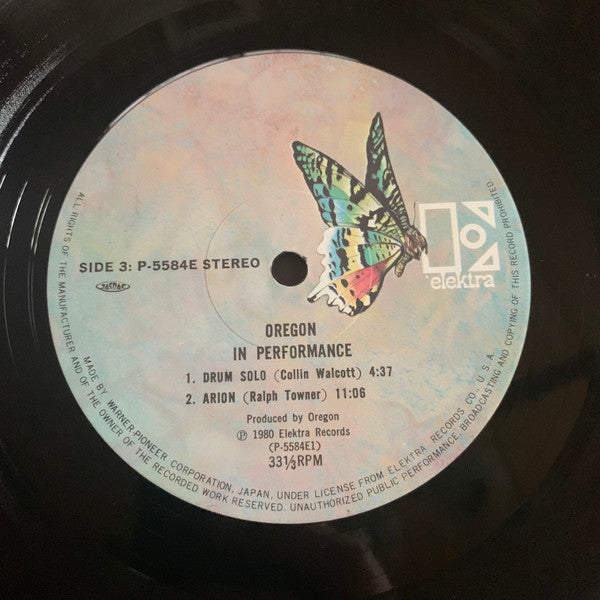 elektra
SIDE 3: P-5584E STEREO
JASRAC
OREGON
IN PERFORMANCE
1. DRUM SOLO (Collin Walcott) 4:37
2. ARION (Ralph Towner) 11:06
Produced by Oregon
℗ 1980 Elektra Records
(P-5584E1)
33⅓RPM
MADE BY WARNER-PIONEER CORPORATION, JAPAN, UNDER LICENSE FROM ELEKTRA RECORDS CO., U.S.A.
ALL RIGHTS OF THE MANUFACTURER AND OF THE OWNER OF THE RECORDED WORK RESERVED. UNAUTHORIZED PUBLIC PERFORMANCE, BROADCASTING AND COPYING OF THIS RECORD PROHIBITED